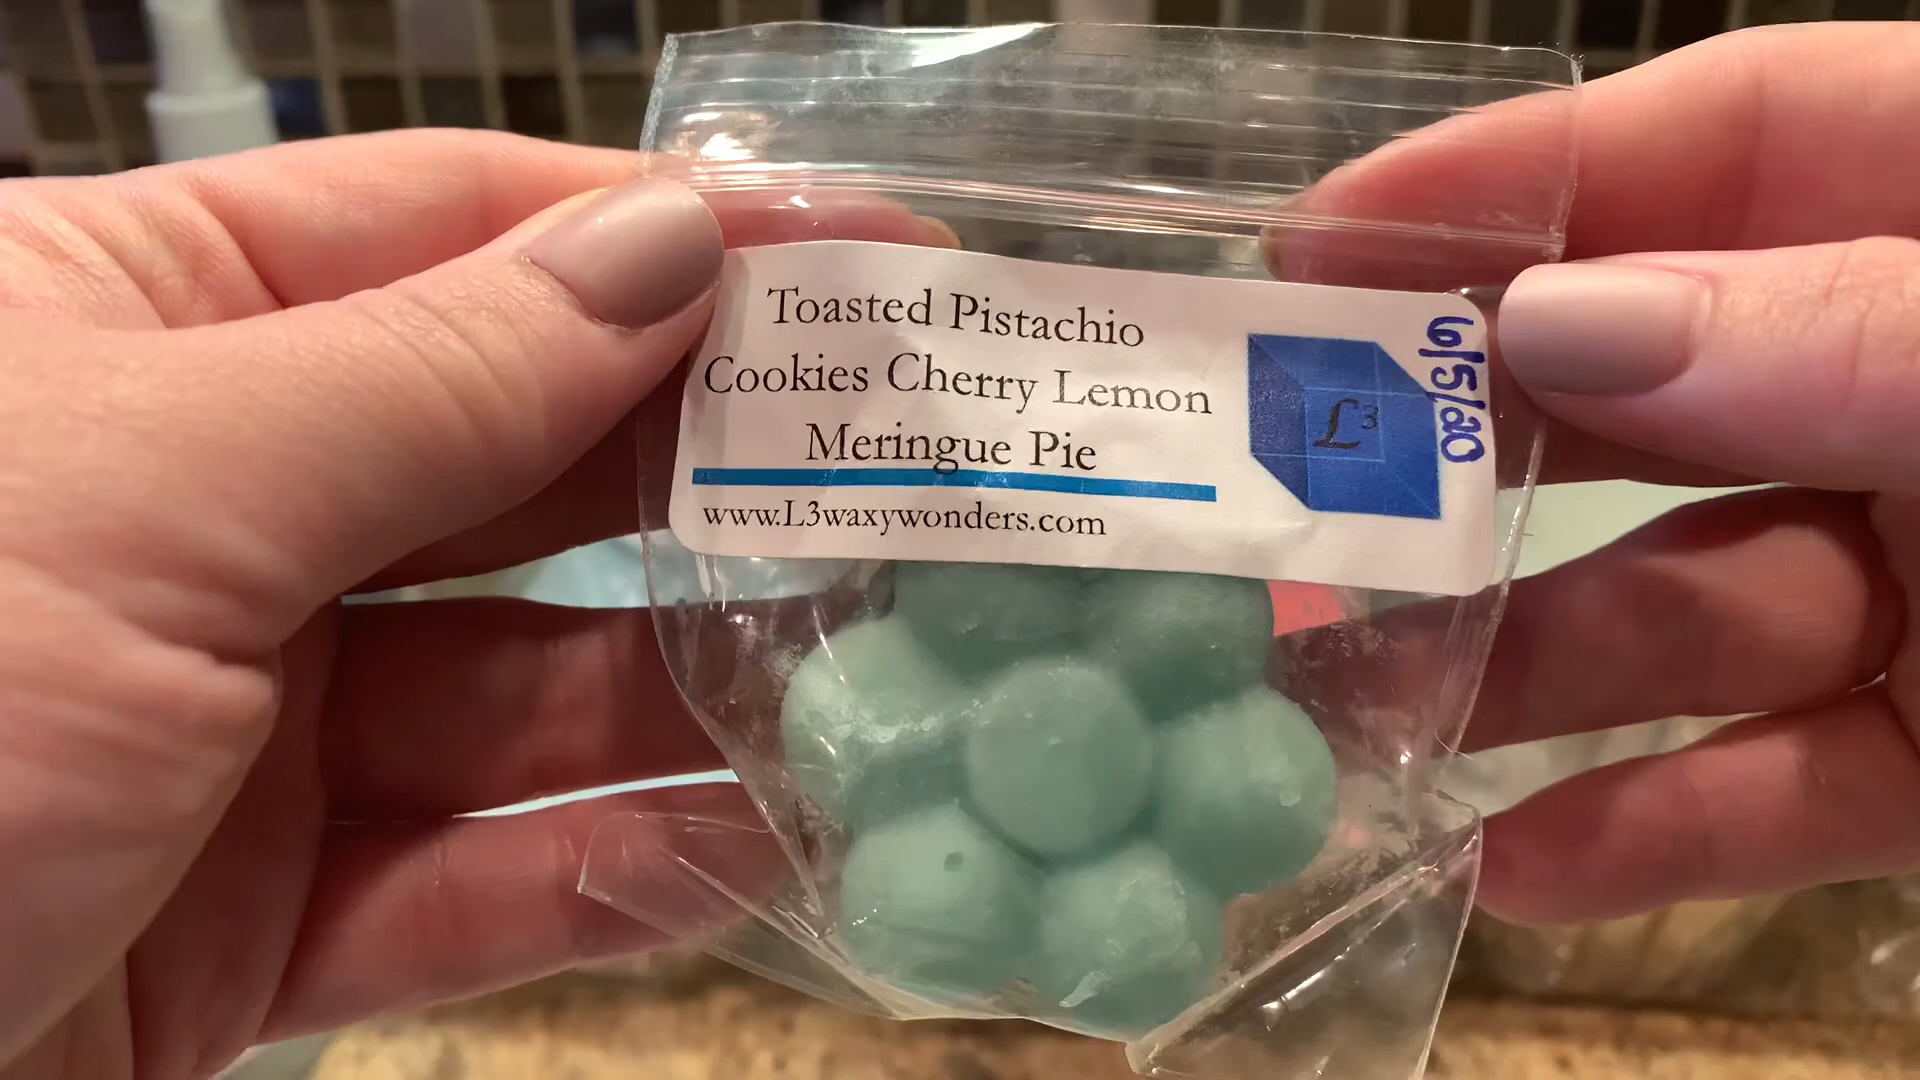 Toasted Pistachio
Cookies Cherry Lemon
Meringue Pie
www.L3waxywonders.com
L³
6/5/20